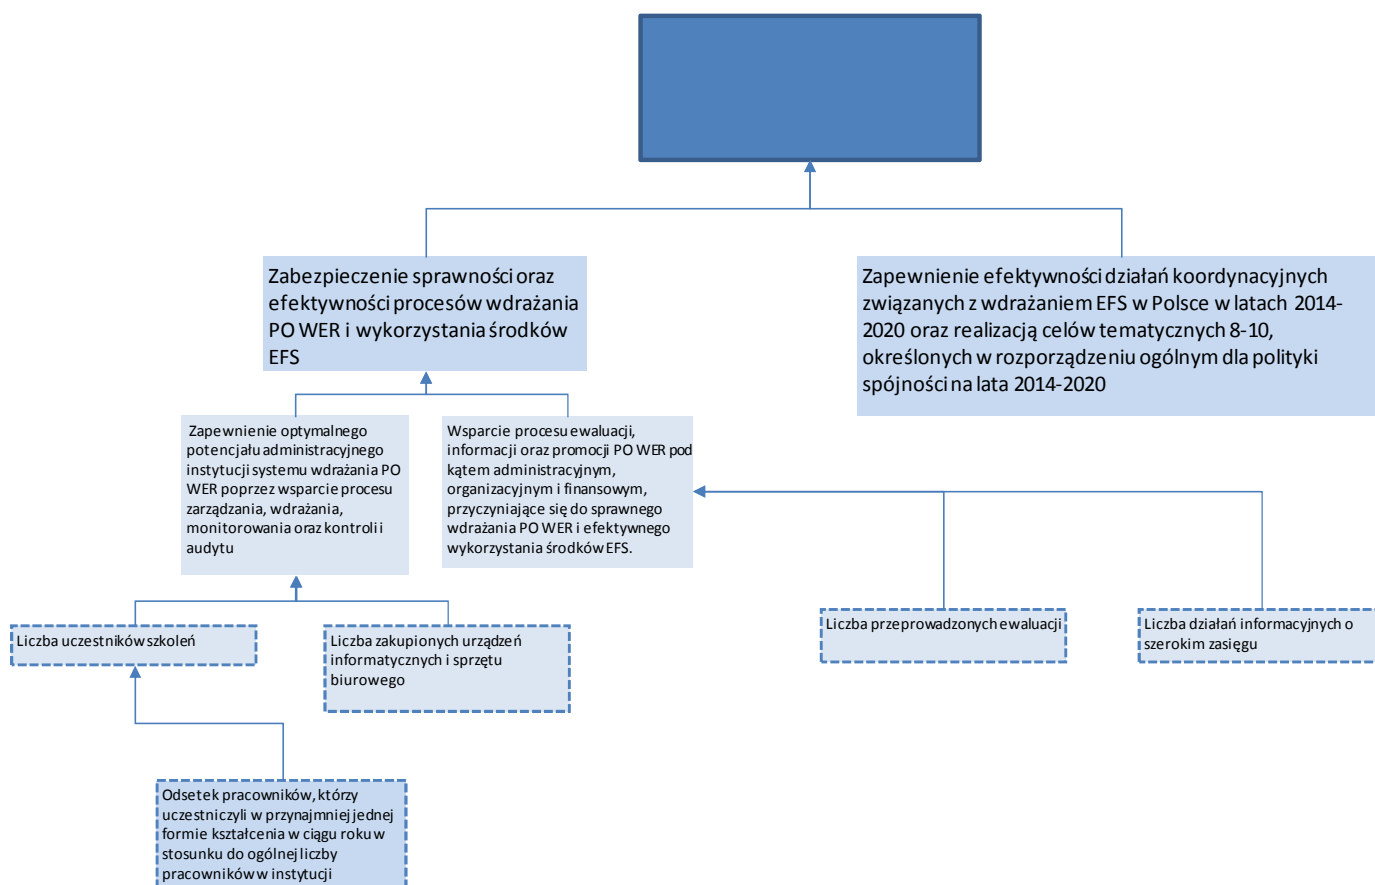 Zabezpieczenie sprawności oraz
efektywności procesów wdrażania
PO WER i wykorzystania środków
EFS
Zapewnienie efektywności działań koordynacyjnych
związanych z wdrażaniem EFS w Polsce w latach 2014-
2020 oraz realizacją celów tematycznych 8-10,
określonych w rozporządzeniu ogólnym dla polityki
spójności na lata 2014-2020
Zapewnienie optymalnego
potencjału administracyjnego
instytucji systemu wdrażania PO
WER poprzez wsparcie procesu
zarządzania, wdrażania,
monitorowania oraz kontroli i
audytu
Wsparcie procesu ewaluacji,
informacji oraz promocji PO WER pod
kątem administracyjnym,
organizacyjnym i finansowym,
przyczyniające się do sprawnego
wdrażania PO WER i efektywnego
wykorzystania środków EFS.
Liczba uczestników szkoleń
Liczba zakupionych urządzeń
informatycznych i sprzętu
biurowego
Liczba przeprowadzonych ewaluacji
Liczba działań informacyjnych o
szerokim zasięgu
Odsetek pracowników, którzy
uczestniczyli w przynajmniej jednej
formie kształcenia w ciągu roku w
stosunku do ogólnej liczby
pracowników w instytucji